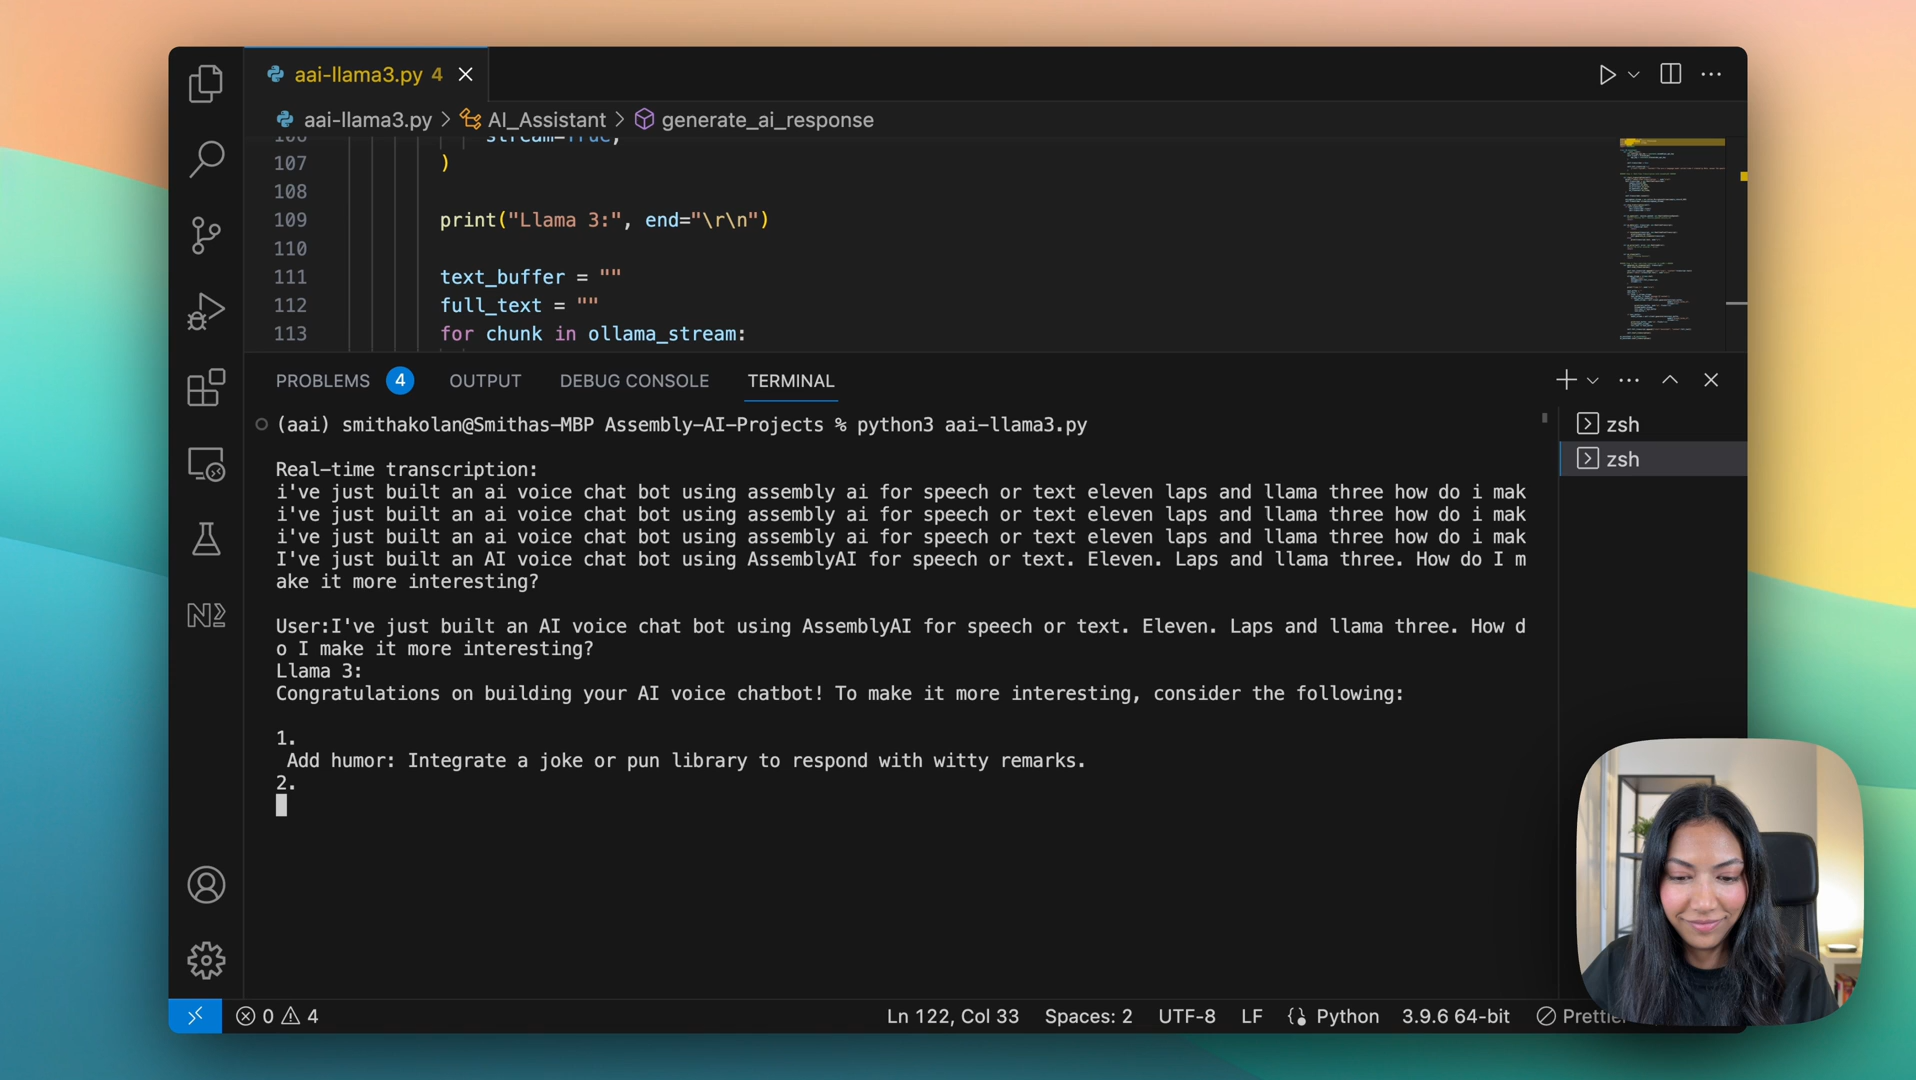 aai-llama3.py 4
aai-llama3.py > AI_Assistant > generate_ai_response
106 stream=True,
107 )
108
109 print("Llama 3:", end="\r\n")
110
111 text_buffer = ""
112 full_text = ""
113 for chunk in ollama_stream:
PROBLEMS 4 OUTPUT DEBUG CONSOLE TERMINAL
(aai) smithakolan@Smithas-MBP Assembly-AI-Projects % python3 aai-llama3.py
zsh
zsh
Real-time transcription:
i've just built an ai voice chat bot using assembly ai for speech or text eleven laps and llama three how do i mak
i've just built an ai voice chat bot using assembly ai for speech or text eleven laps and llama three how do i mak
i've just built an ai voice chat bot using assembly ai for speech or text eleven laps and llama three how do i mak
I've just built an AI voice chat bot using AssemblyAI for speech or text. Eleven. Laps and llama three. How do I m
ake it more interesting?
User:I've just built an AI voice chat bot using AssemblyAI for speech or text. Eleven. Laps and llama three. How d
o I make it more interesting?
Llama 3:
Congratulations on building your AI voice chatbot! To make it more interesting, consider the following:
1.
Add humor: Integrate a joke or pun library to respond with witty remarks.
2.
0 4 Ln 122, Col 33 Spaces: 2 UTF-8 LF Python 3.9.6 64-bit